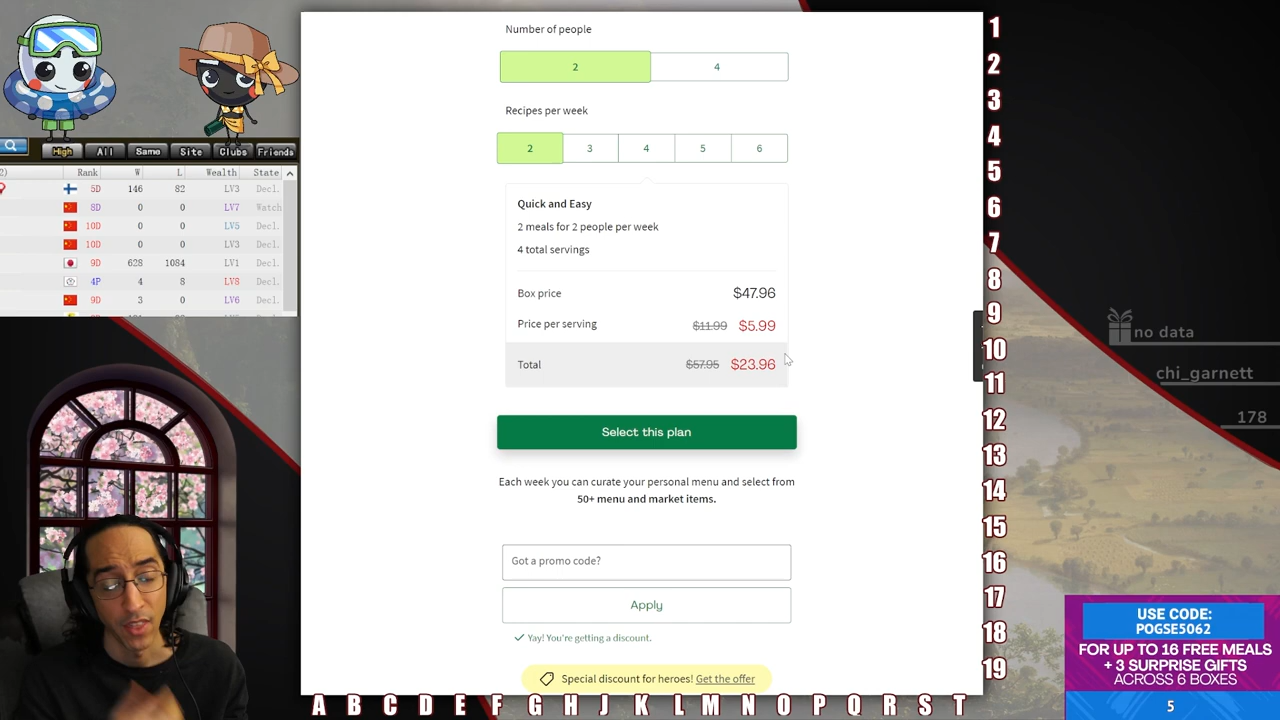 Number of people
2 4
Recipes per week
2 3 4 5 6
Quick and Easy
2 meals for 2 people per week
4 total servings
Box price $47.96
Price per serving $11.99 $5.99
Total $57.95 $23.96
Select this plan
Each week you can curate your personal menu and select from
50+ menu and market items.
Got a promo code?
Apply
Yay! You're getting a discount.
Special discount for heroes! Get the offer
High All Same Site Clubs Friends
2) Rank W L Wealth State
5D 146 82 LV3 Decl.
8D 0 0 LV7 Watch
10D 0 0 LV5 Decl.
10D 0 0 LV3 Decl.
9D 628 1084 LV1 Decl.
4P 4 8 LV8 Decl.
9D 3 0 LV6 Decl.
1
2
3
4
5
6
7
8
9
10
11
12
13
14
15
16
17
18
19
A B C D E F G H J K L M N O P Q R S T
no data
chi_garnett
178
USE CODE:
POGSE5062
FOR UP TO 16 FREE MEALS
+ 3 SURPRISE GIFTS
ACROSS 6 BOXES
5